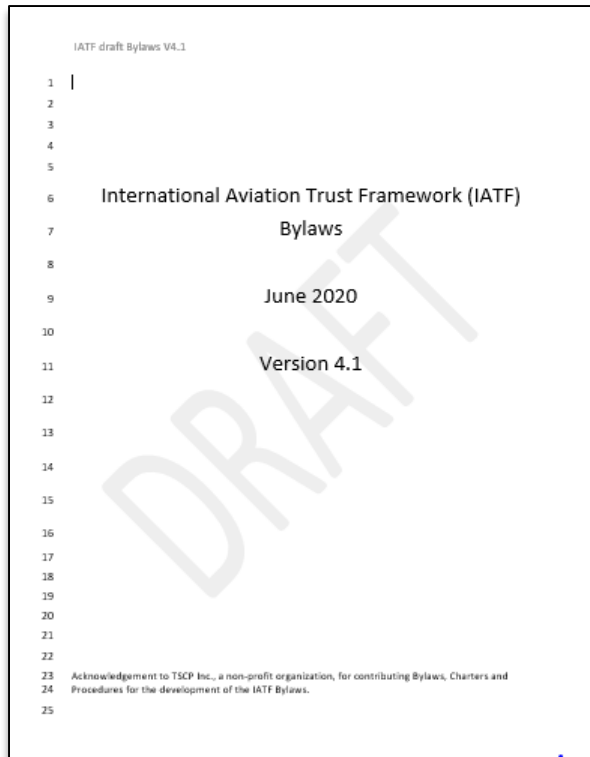 IATF draft Bylaws V4.1
1
2
3
4
5
6 International Aviation Trust Framework (IATF)
7 Bylaws
8
9 June 2020
10
11 Version 4.1
12
13
14
15
16
17
18
19
20
21
22
23 Acknowledgement to TSCP Inc., a non-profit organization, for contributing Bylaws, Charters and
24 Procedures for the development of the IATF Bylaws.
25
DRAFT